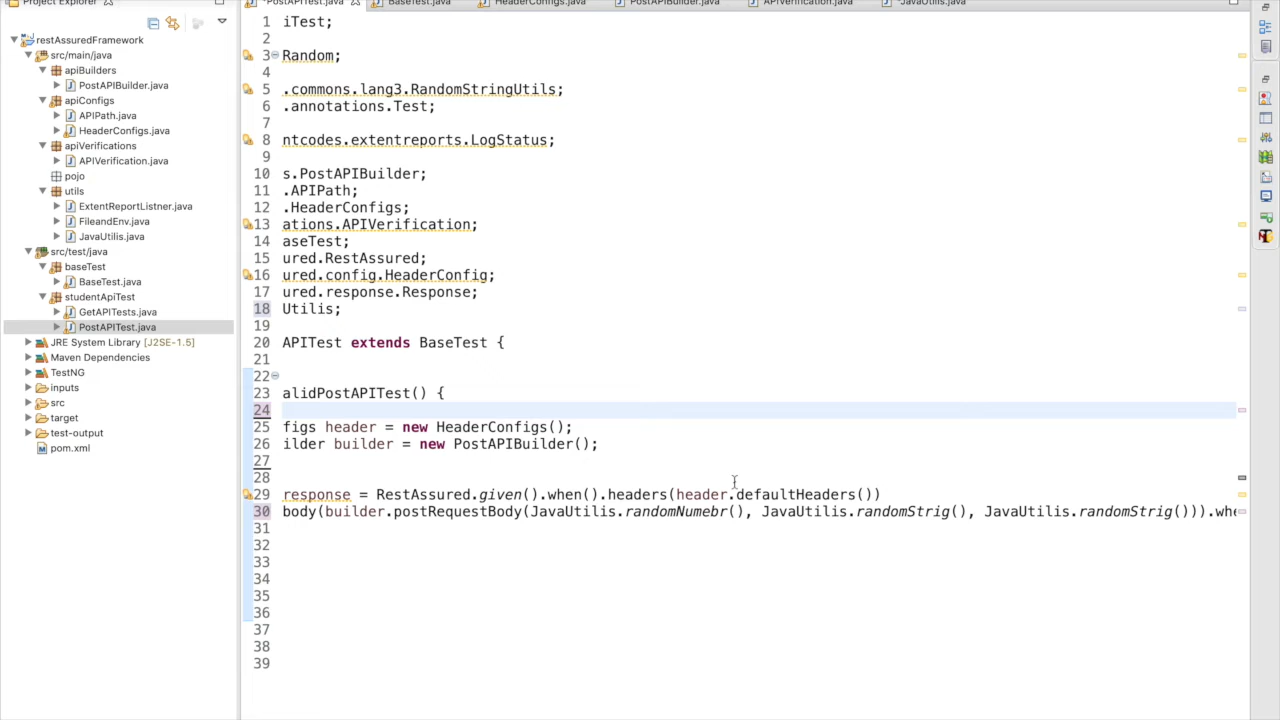 Project Explorer
*PostAPITest.java
BaseTest.java
HeaderConfigs.java
PostAPIBuilder.java
APIVerification.java
*JavaUtilis.java
restAssuredFramework
src/main/java
apiBuilders
PostAPIBuilder.java
apiConfigs
APIPath.java
HeaderConfigs.java
apiVerifications
APIVerification.java
pojo
utils
ExtentReportListner.java
FileandEnv.java
JavaUtilis.java
src/test/java
baseTest
BaseTest.java
studentApiTest
GetAPITests.java
PostAPITest.java
JRE System Library [J2SE-1.5]
Maven Dependencies
TestNG
inputs
src
target
test-output
pom.xml
1 iTest;
2
3 Random;
4
5 .commons.lang3.RandomStringUtils;
6 .annotations.Test;
7
8 ntcodes.extentreports.LogStatus;
9
10 s.PostAPIBuilder;
11 .APIPath;
12 .HeaderConfigs;
13 ations.APIVerification;
14 aseTest;
15 ured.RestAssured;
16 ured.config.HeaderConfig;
17 ured.response.Response;
18 Utilis;
19
20 APITest extends BaseTest {
21
22
23 alidPostAPITest() {
24
25 figs header = new HeaderConfigs();
26 ilder builder = new PostAPIBuilder();
27
28
29 response = RestAssured.given().when().headers(header.defaultHeaders())
30 body(builder.postRequestBody(JavaUtilis.randomNumebr(), JavaUtilis.randomStrig(), JavaUtilis.randomStrig())).whe
31
32
33
34
35
36
37
38
39